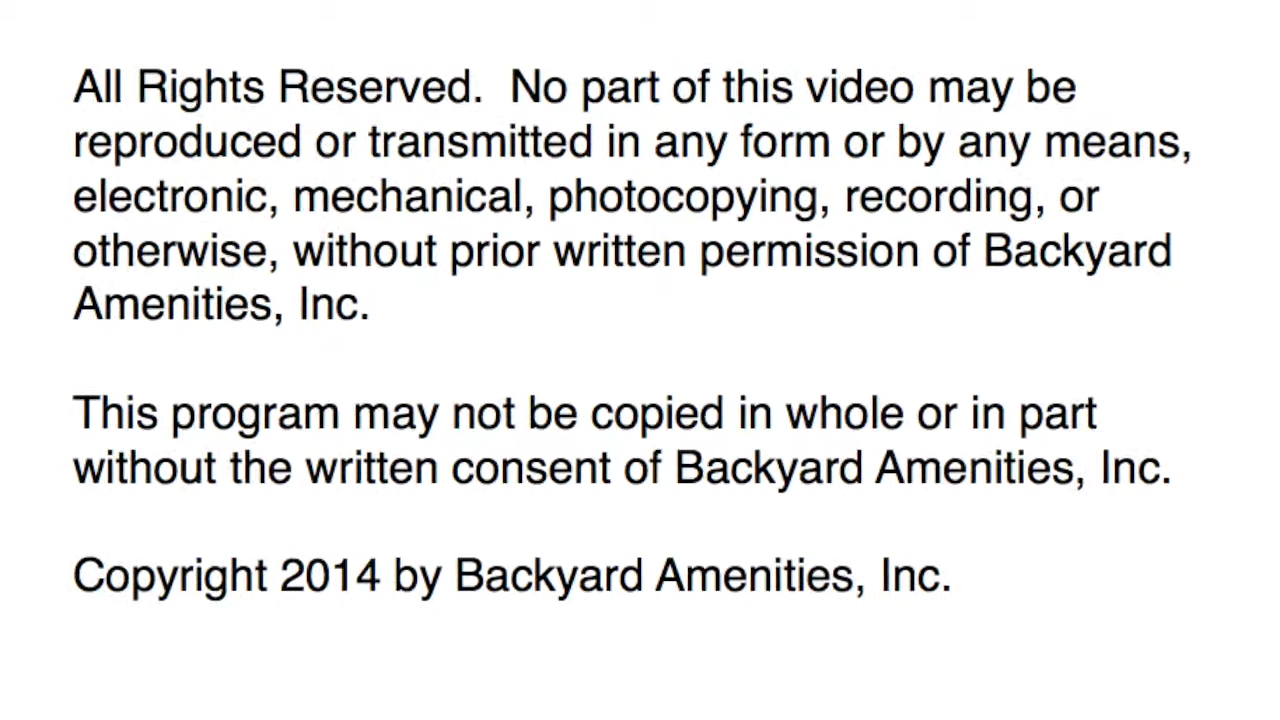 All Rights Reserved.  No part of this video may be
reproduced or transmitted in any form or by any means,
electronic, mechanical, photocopying, recording, or
otherwise, without prior written permission of Backyard
Amenities, Inc.
This program may not be copied in whole or in part
without the written consent of Backyard Amenities, Inc.
Copyright 2014 by Backyard Amenities, Inc.